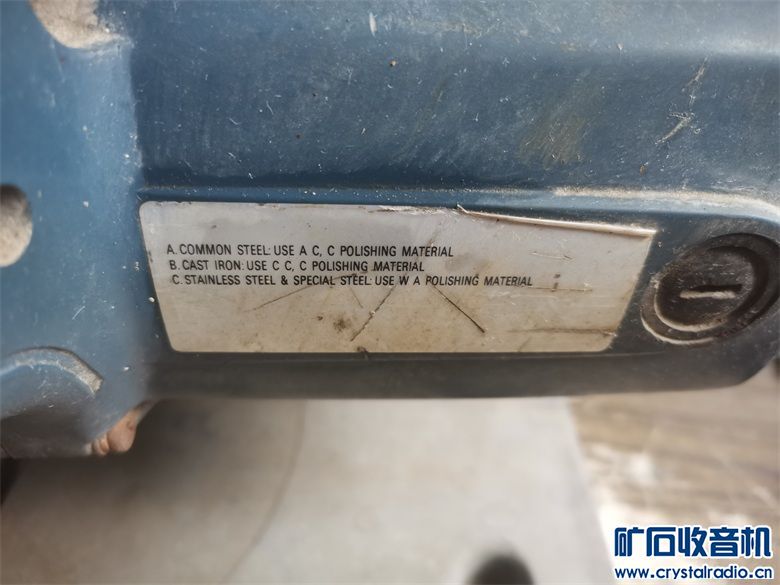 A. COMMON STEEL: USE A C, C POLISHING MATERIAL
B. CAST IRON: USE C C, C POLISHING MATERIAL
C. STAINLESS STEEL & SPECIAL STEEL: USE W A POLISHING MATERIAL
矿石收音机
www.crystalradio.cn